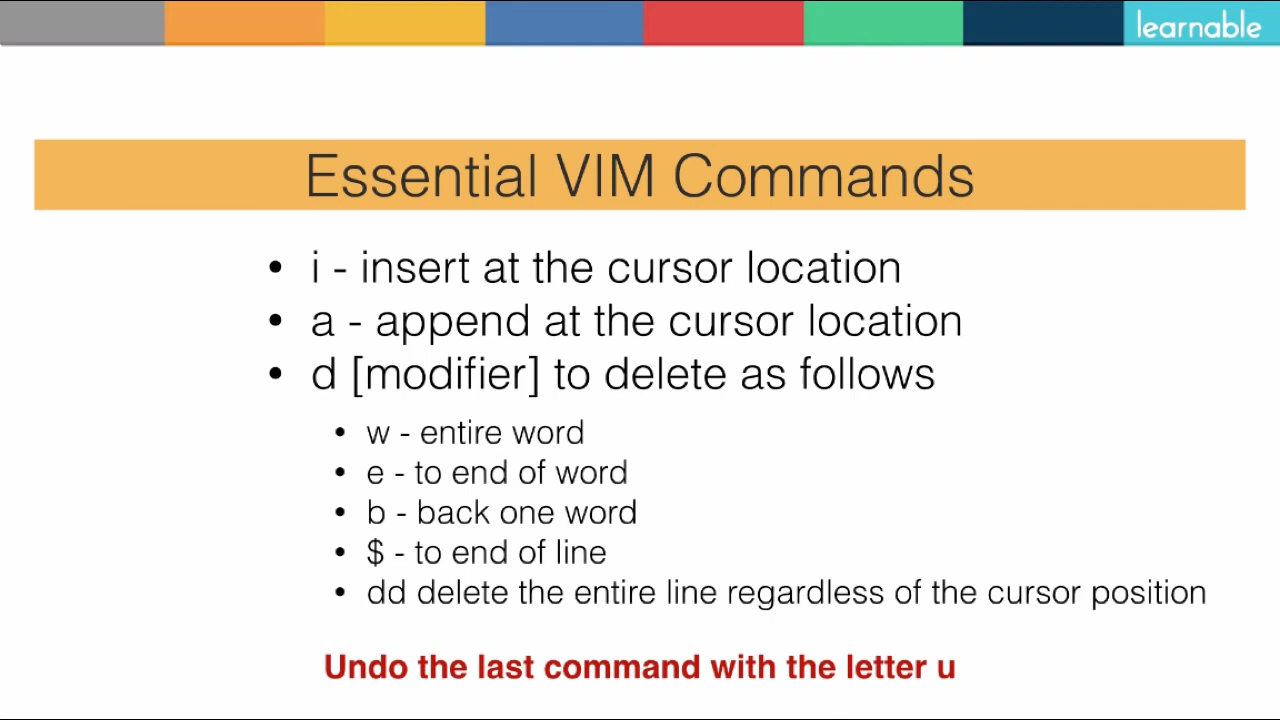 learnable
Essential VIM Commands
• i - insert at the cursor location
• a - append at the cursor location
• d [modifier] to delete as follows
• w - entire word
• e - to end of word
• b - back one word
• $ - to end of line
• dd delete the entire line regardless of the cursor position
Undo the last command with the letter u